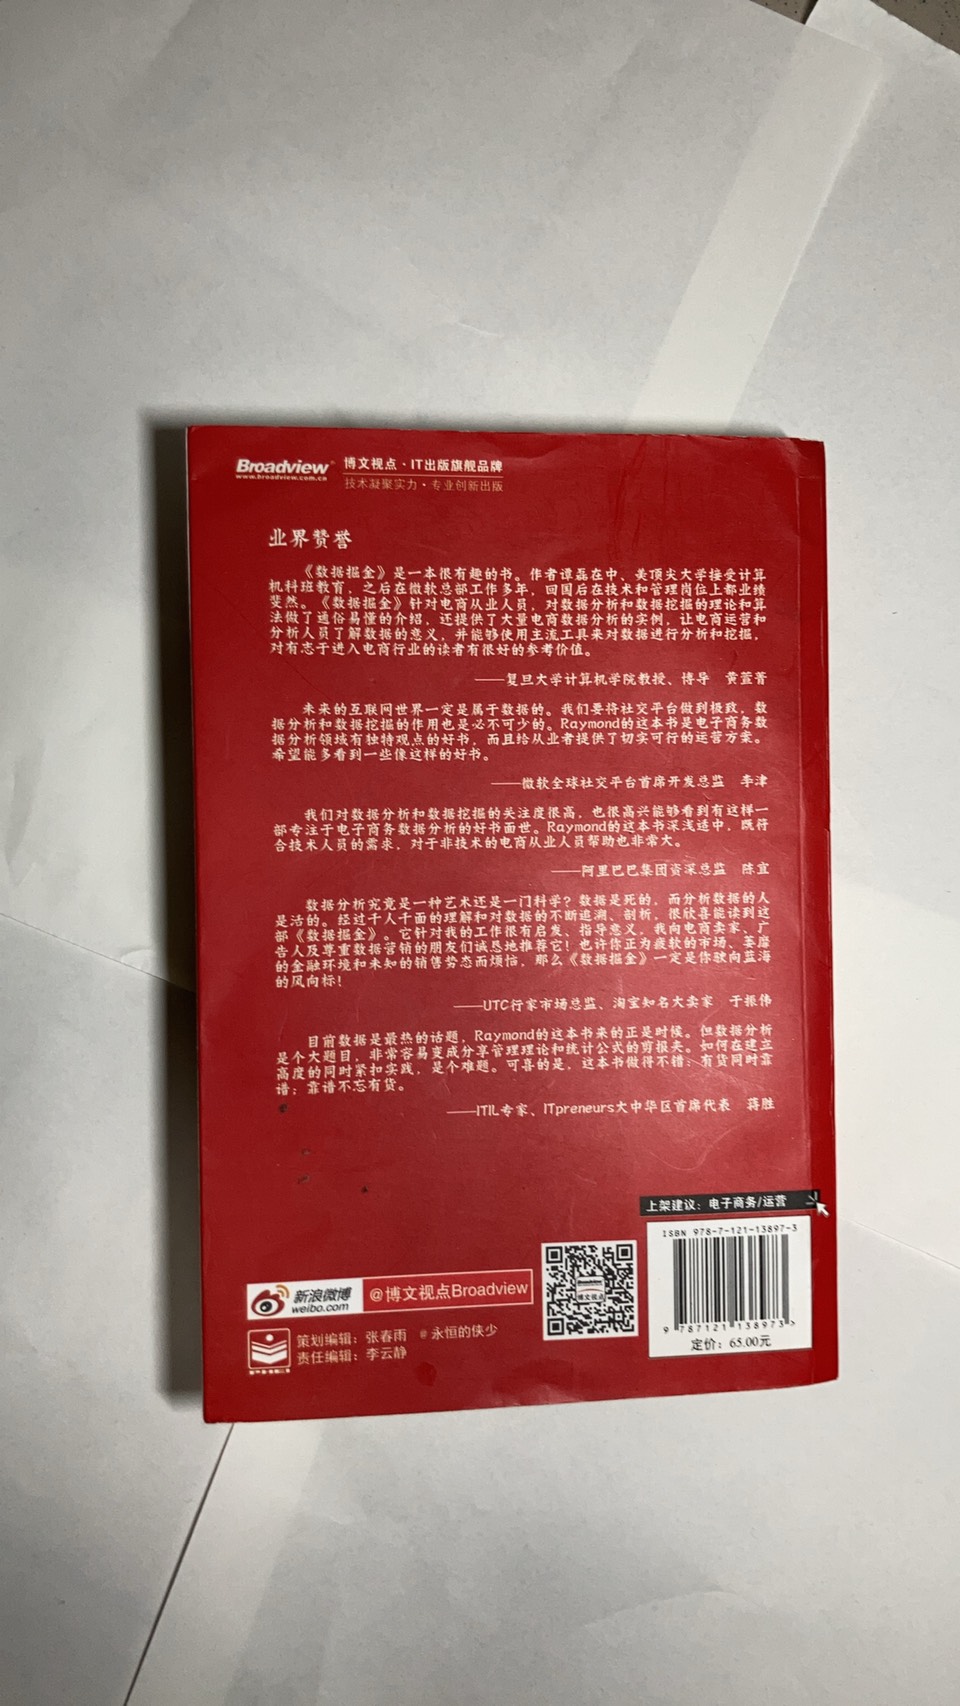 Broadview
www.broadview.com.cn
博文视点·IT出版旗舰品牌
技术凝聚实力·专业创新出版
业界赞誉
《数据掘金》是一本很有趣的书。作者谭磊在中、美顶尖大学接受计算
机科班教育，之后在微软总部工作多年，回国后在技术和管理岗位上都业绩
斐然。《数据掘金》针对电商从业人员，对数据分析和数据挖掘的理论和算
法做了通俗易懂的介绍，还提供了大量电商数据分析的实例，让电商运营和
分析人员了解数据的意义，并能够使用主流工具来对数据进行分析和挖掘，
对有志于进入电商行业的读者有很好的参考价值。
——复旦大学计算机学院教授、博导 黄萱菁
未来的互联网世界一定是属于数据的。我们要将社交平台做到极致，数
据分析和数据挖掘的作用也是必不可少的。Raymond的这本书是电子商务数
据分析领域有独特观点的好书，而且给从业者提供了切实可行的运营方案。
希望能多看到一些像这样的好书。
——微软全球社交平台首席开发总监 李津
我们对数据分析和数据挖掘的关注度很高，也很高兴能够看到有这样一
部专注于电子商务数据分析的好书面世。Raymond的这本书深浅适中，既符
合技术人员的需求，对于非技术的电商从业人员帮助也非常大。
——阿里巴巴集团资深总监 陈宜
数据分析究竟是一种艺术还是一门科学？数据是死的，而分析数据的人
是活的。经过千人千面的理解和对数据的不断追溯、剖析，很欣喜能读到这
部《数据掘金》。它针对我的工作很有启发、指导意义，我向电商卖家、广
告人及尊重数据营销的朋友们诚恳地推荐它！也许你正为疲软的市场、萎靡
的金融环境和未知的销售势态而烦恼，那么《数据掘金》一定是你驶向蓝海
的风向标！
——UTC行家市场总监、淘宝知名大卖家 于振伟
目前数据是最热的话题，Raymond的这本书来的正是时候。但数据分析
是个大题目，非常容易变成分享管理理论和统计公式的剪报夹。如何在建立
高度的同时紧扣实践，是个难题。可喜的是，这本书做得不错：有货同时靠
谱；靠谱不忘有货。
——ITIL专家、ITpreneurs大中华区首席代表 蒋胜
上架建议：电子商务/运营
ISBN 978-7-121-13897-3
9 787121 138973 >
定价：65.00元
新浪微博
weibo.com
@博文视点Broadview
博文视点
策划编辑：张春雨 #永恒的侠少
责任编辑：李云静